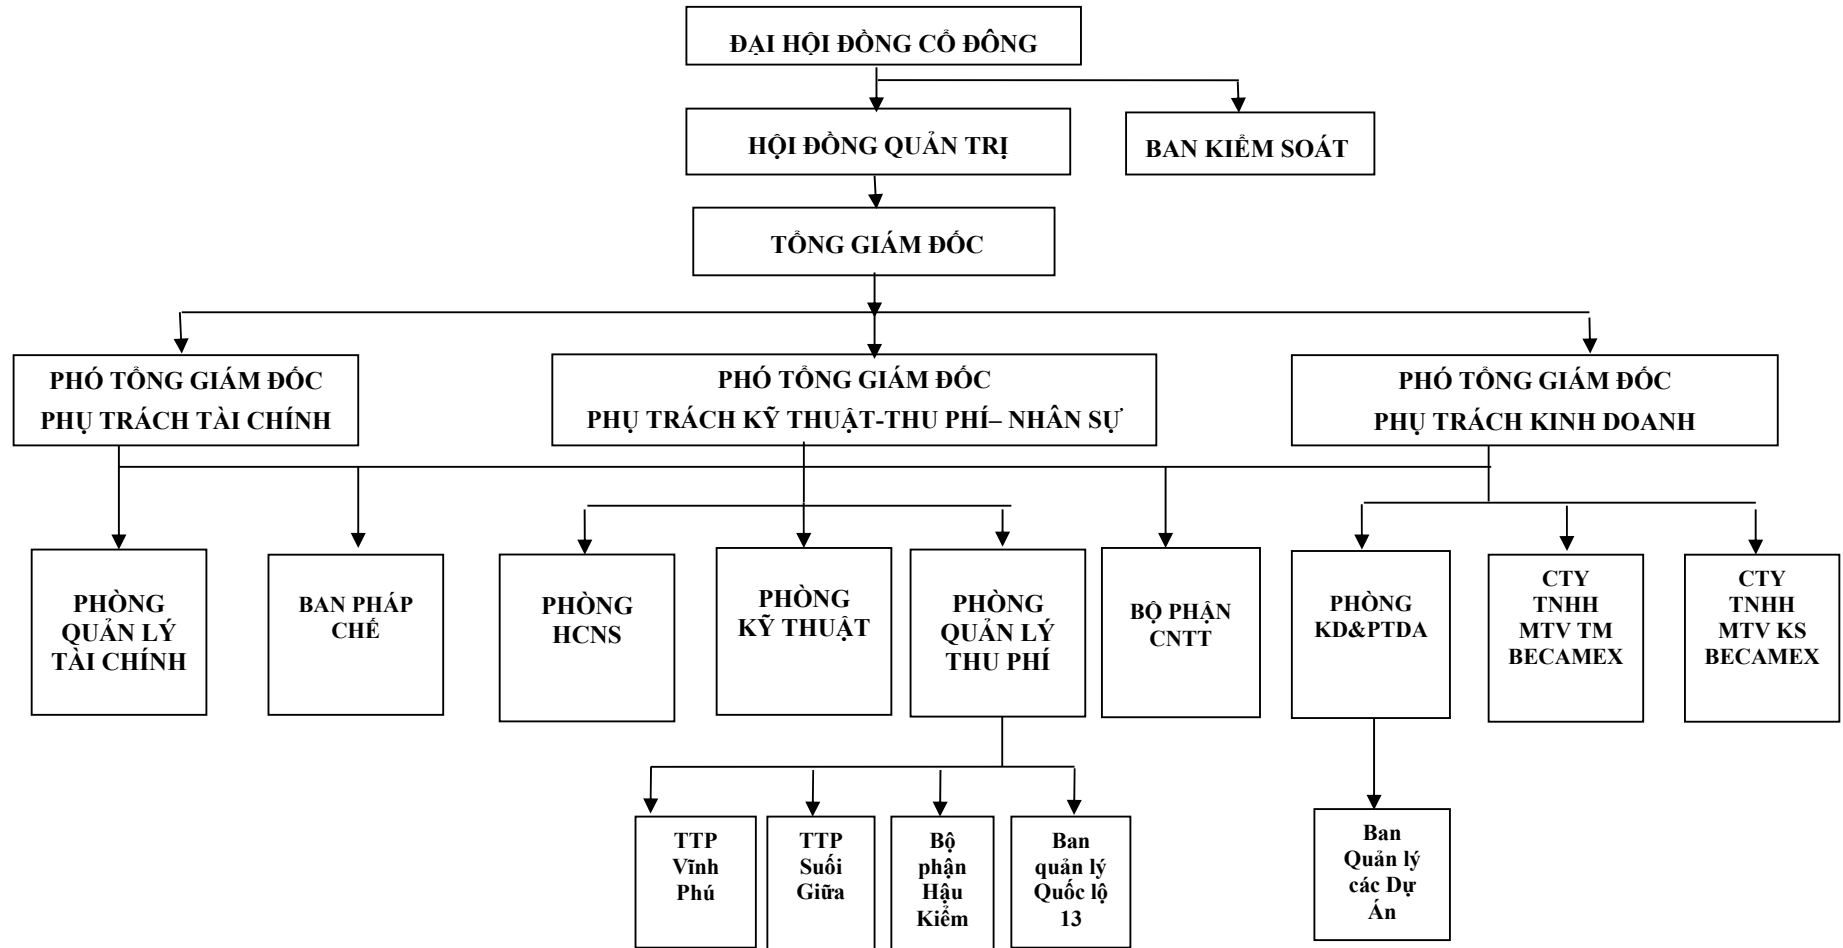 ĐẠI HỘI ĐỒNG CỔ ĐÔNG
HỘI ĐỒNG QUẢN TRỊ
BAN KIỂM SOÁT
TỔNG GIÁM ĐỐC
PHÓ TỔNG GIÁM ĐỐC
PHỤ TRÁCH TÀI CHÍNH
PHÓ TỔNG GIÁM ĐỐC
PHỤ TRÁCH KỸ THUẬT-THU PHÍ– NHÂN SỰ
PHÓ TỔNG GIÁM ĐỐC
PHỤ TRÁCH KINH DOANH
PHÒNG
QUẢN LÝ
TÀI CHÍNH
BAN PHÁP
CHẾ
PHÒNG
HCNS
PHÒNG
KỸ THUẬT
PHÒNG
QUẢN LÝ
THU PHÍ
BỘ PHẬN
CNTT
PHÒNG
KD&PTDA
CTY
TNHH
MTV TM
BECAMEX
CTY
TNHH
MTV KS
BECAMEX
TTP
Vĩnh
Phú
TTP
Suối
Giữa
Bộ
phận
Hậu
Kiểm
Ban
quản lý
Quốc lộ
13
Ban
Quản lý
các Dự
Án